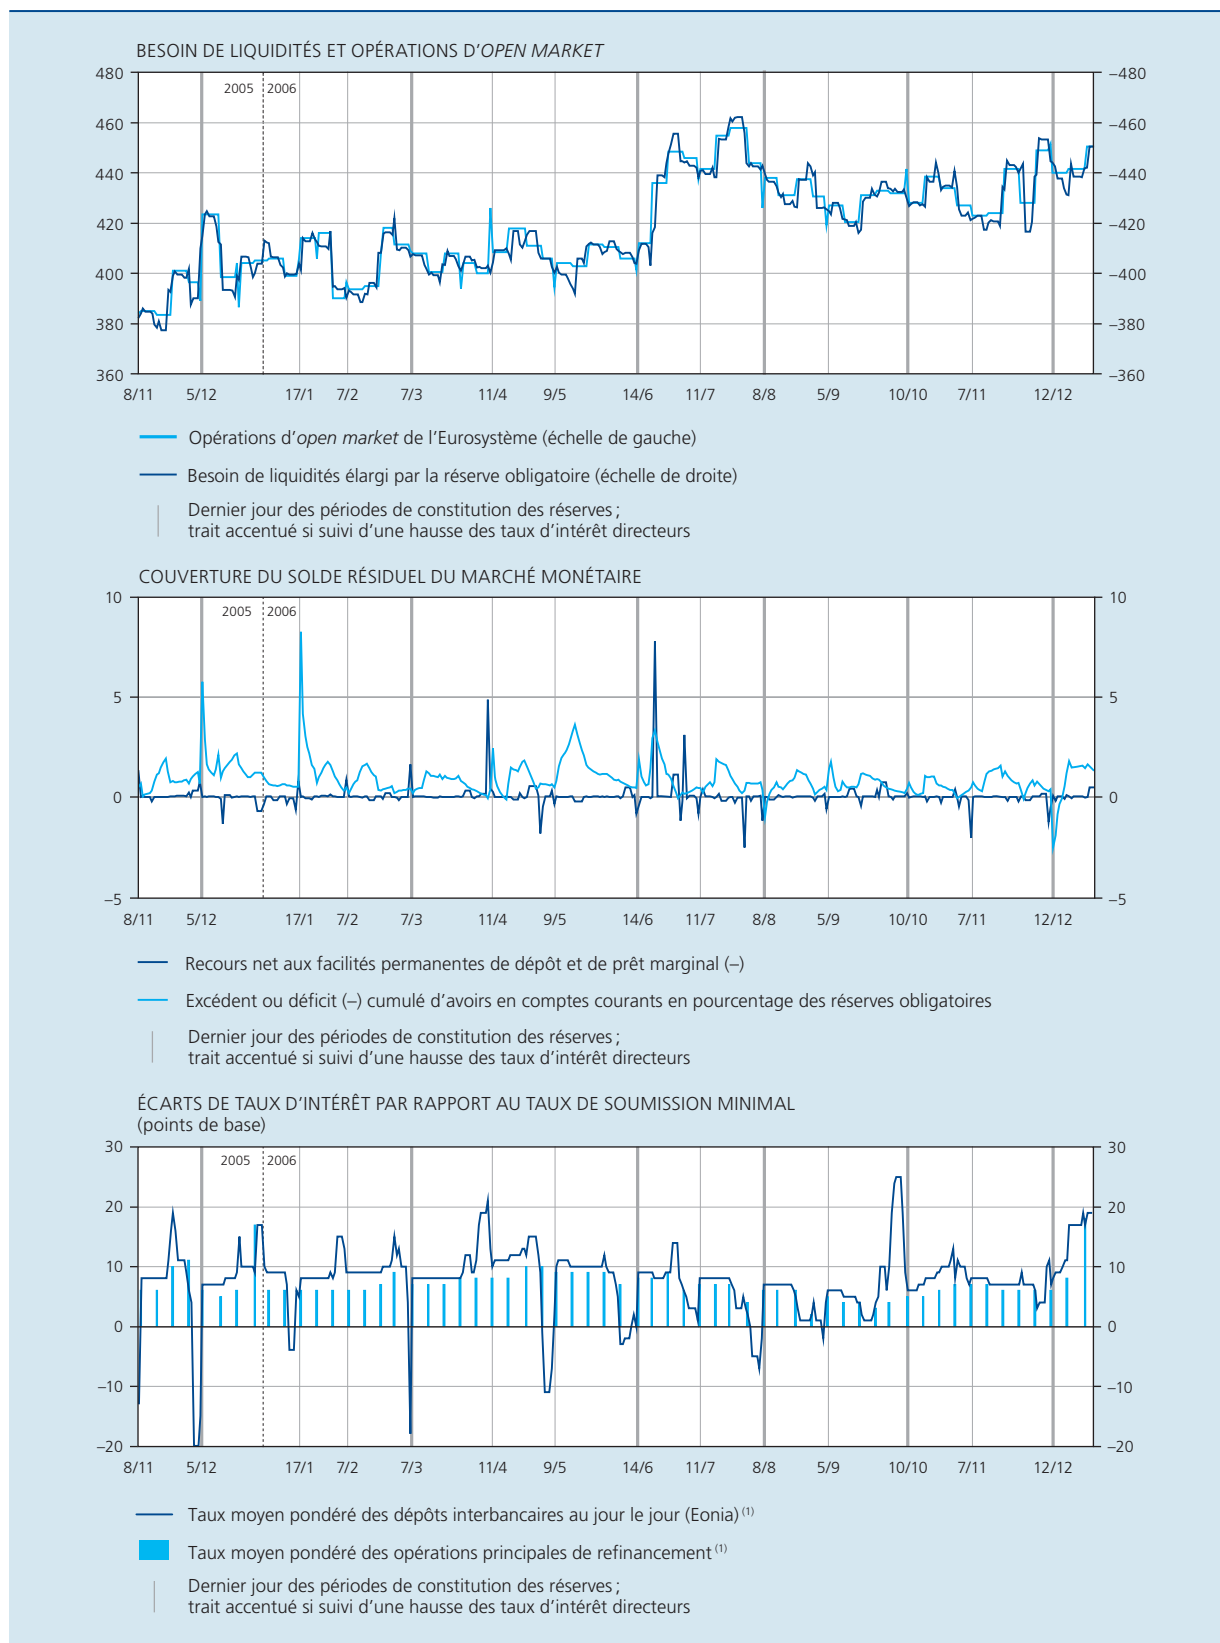 BESOIN DE LIQUIDITÉS ET OPÉRATIONS D'OPEN MARKET
480 –480
2005 2006
460 –460
440 –440
420 –420
400 –400
380 –380
360 –360
8/11 5/12 17/1 7/2 7/3 11/4 9/5 14/6 11/7 8/8 5/9 10/10 7/11 12/12
Opérations d'open market de l'Eurosystème (échelle de gauche)
Besoin de liquidités élargi par la réserve obligatoire (échelle de droite)
Dernier jour des périodes de constitution des réserves ;
trait accentué si suivi d'une hausse des taux d'intérêt directeurs
COUVERTURE DU SOLDE RÉSIDUEL DU MARCHÉ MONÉTAIRE
10 10
2005 2006
5 5
0 0
–5 –5
8/11 5/12 17/1 7/2 7/3 11/4 9/5 14/6 11/7 8/8 5/9 10/10 7/11 12/12
Recours net aux facilités permanentes de dépôt et de prêt marginal (–)
Excédent ou déficit (–) cumulé d'avoirs en comptes courants en pourcentage des réserves obligatoires
Dernier jour des périodes de constitution des réserves ;
trait accentué si suivi d'une hausse des taux d'intérêt directeurs
ÉCARTS DE TAUX D'INTÉRÊT PAR RAPPORT AU TAUX DE SOUMISSION MINIMAL
(points de base)
30 30
2005 2006
20 20
10 10
0 0
–10 –10
–20 –20
8/11 5/12 17/1 7/2 7/3 11/4 9/5 14/6 11/7 8/8 5/9 10/10 7/11 12/12
Taux moyen pondéré des dépôts interbancaires au jour le jour (Eonia) (1)
Taux moyen pondéré des opérations principales de refinancement (1)
Dernier jour des périodes de constitution des réserves ;
trait accentué si suivi d'une hausse des taux d'intérêt directeurs